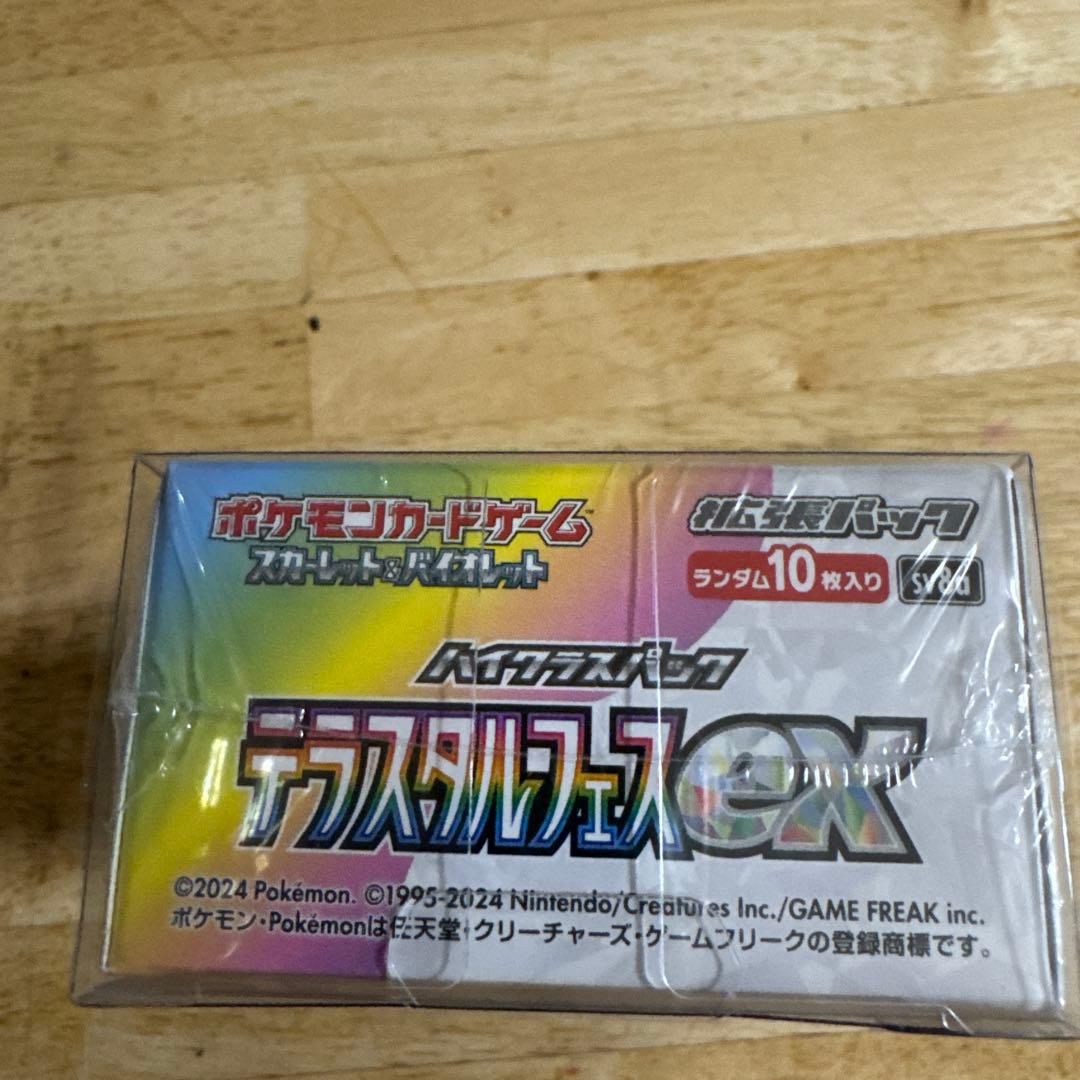 ポケモンカードゲーム™
スカーレット&バイオレット
拡張パック
ランダム10枚入り
sv8a
ハイクラスパック
テラスタルフェスex
©2024 Pokémon. ©1995-2024 Nintendo/Creatures Inc./GAME FREAK inc.
ポケモン・Pokémonは任天堂・クリーチャーズ・ゲームフリークの登録商標です。